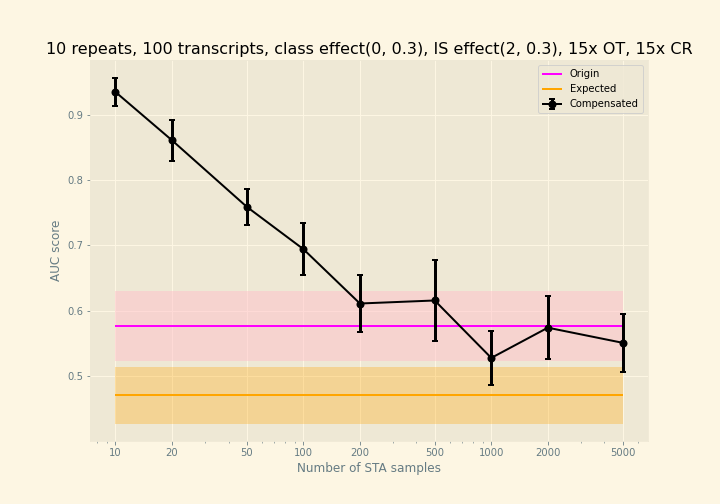 10 repeats, 100 transcripts, class effect(0, 0.3), IS effect(2, 0.3), 15x OT, 15x CR
Origin
Expected
Compensated
AUC score
0.9
0.8
0.7
0.6
0.5
10 20 50 100 200 500 1000 2000 5000
Number of STA samples